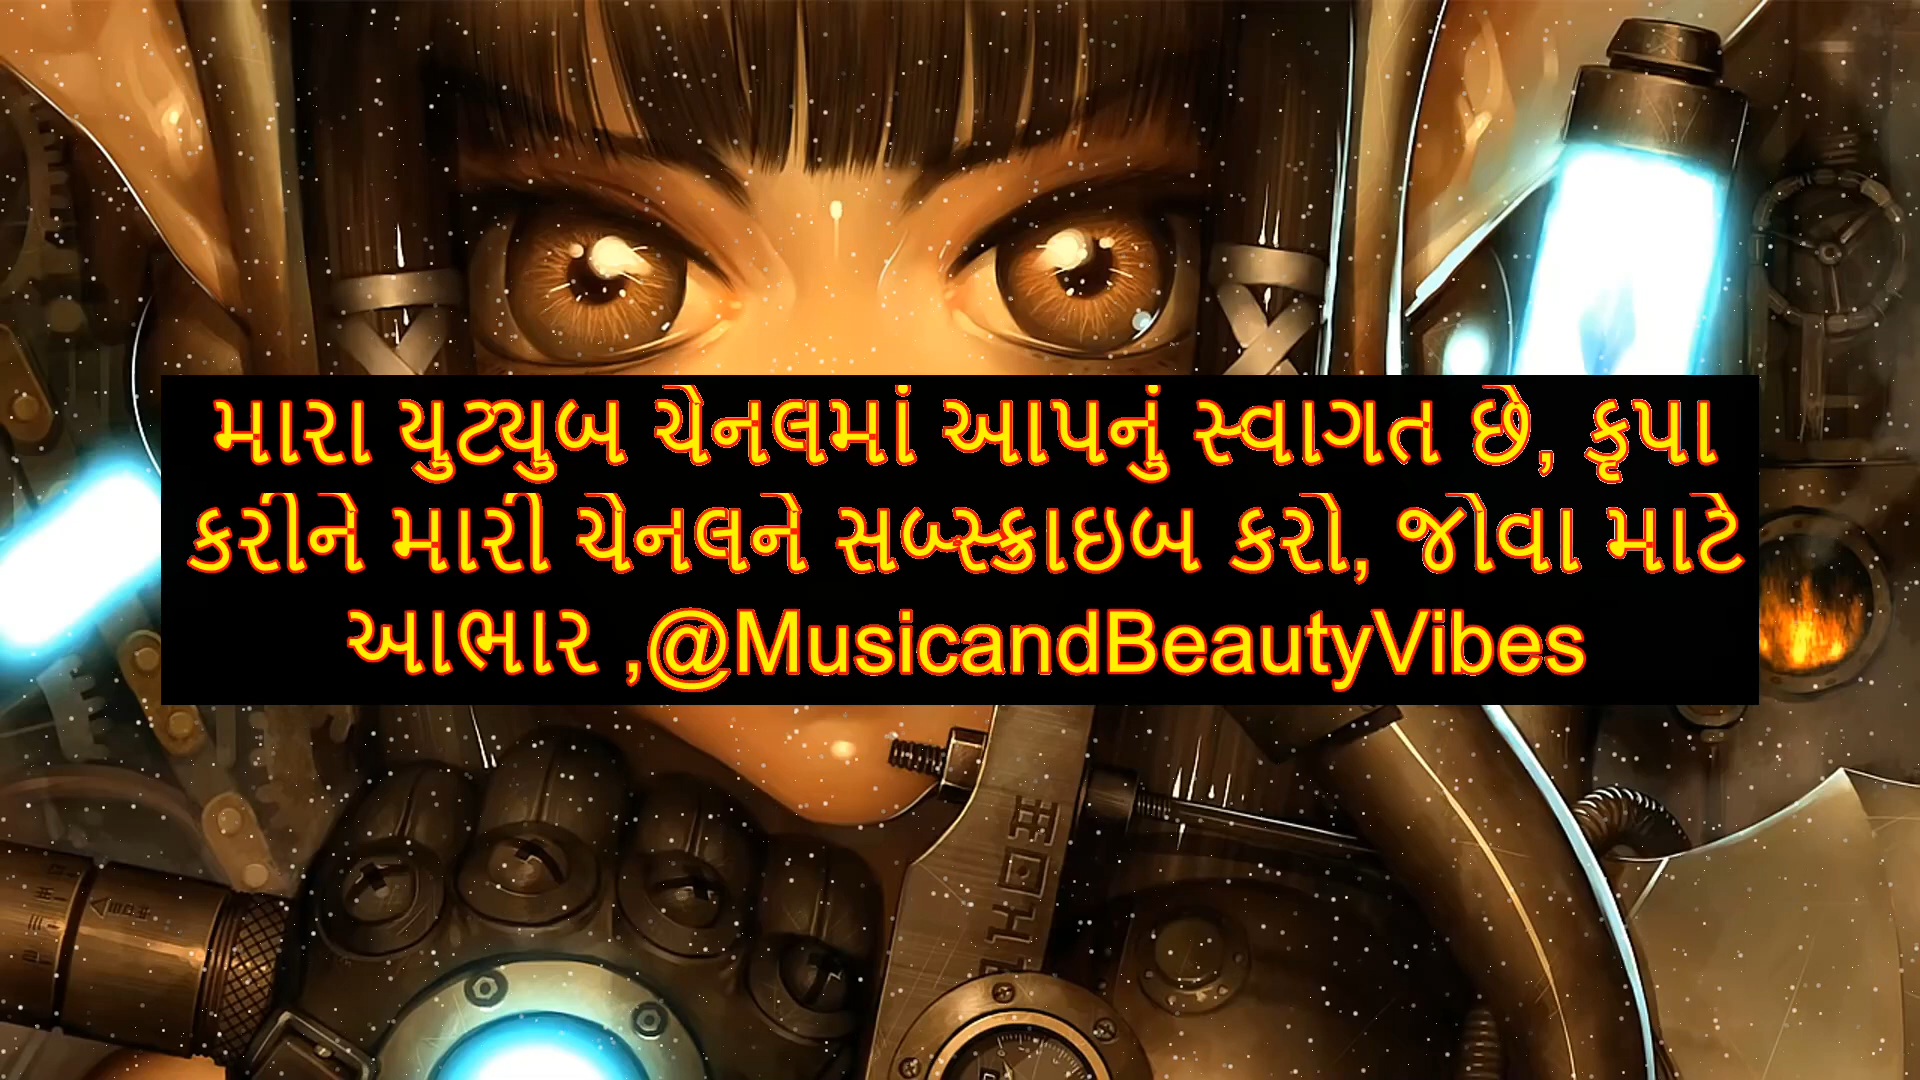 મારા યુટ્યુબ ચેનલમાં આપનું સ્વાગત છે, કૃપા
કરીને મારી ચેનલને સબ્સ્ક્રાઇબ કરો, જોવા માટે
આભાર ,@MusicandBeautyVibes